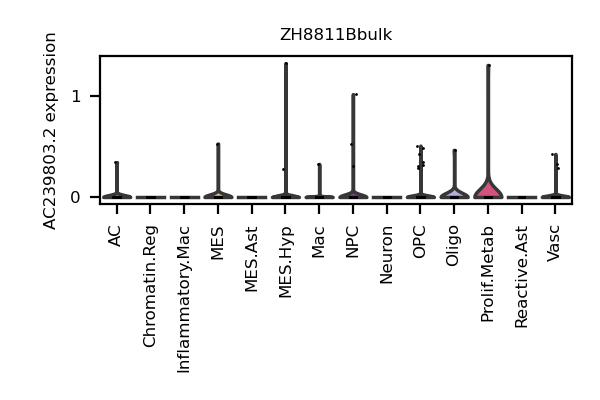 ZH8811Bbulk
AC239803.2 expression
1
0
AC
Chromatin.Reg
Inflammatory.Mac
MES
MES.Ast
MES.Hyp
Mac
NPC
Neuron
OPC
Oligo
Prolif.Metab
Reactive.Ast
Vasc